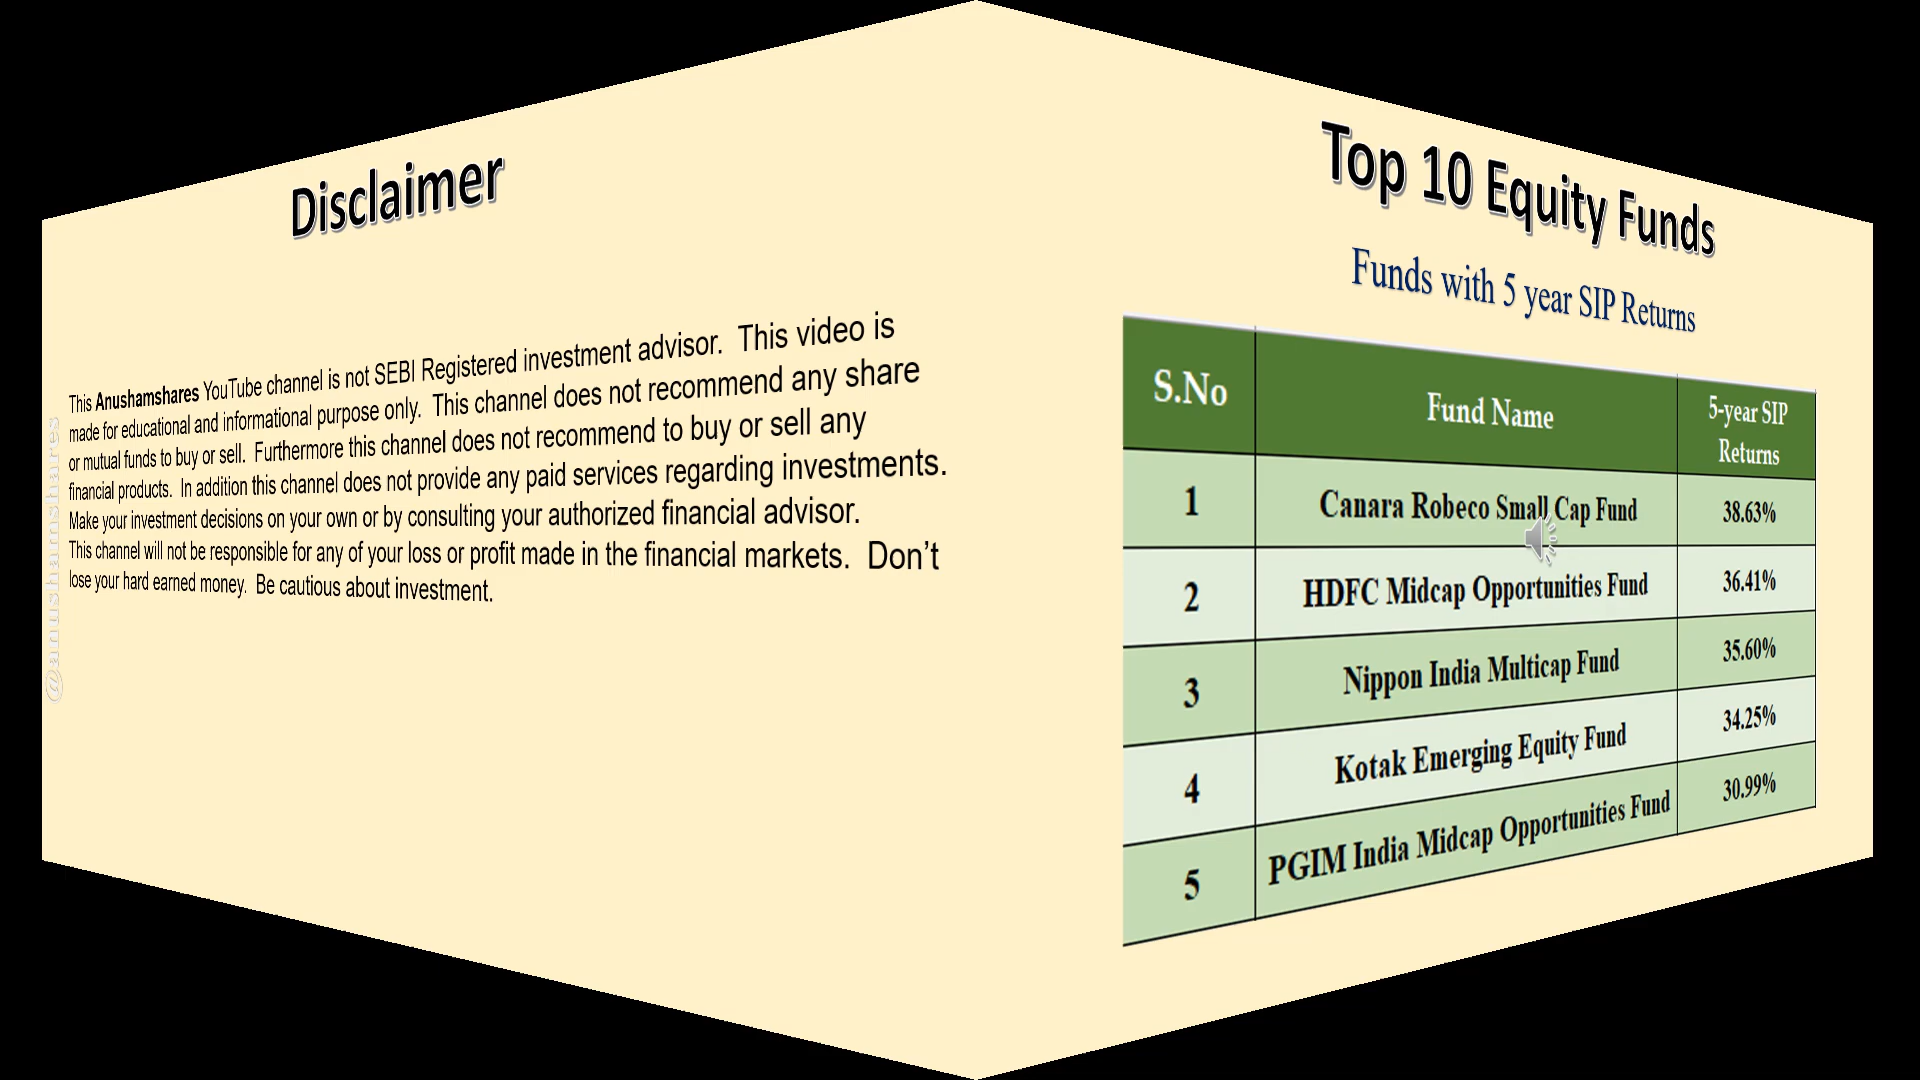 Disclaimer
This Anushamshares YouTube channel is not SEBI Registered investment advisor. This video is
made for educational and informational purpose only. This channel does not recommend any share
or mutual funds to buy or sell. Furthermore this channel does not recommend to buy or sell any
financial products. In addition this channel does not provide any paid services regarding investments.
Make your investment decisions on your own or by consulting your authorized financial advisor.
This channel will not be responsible for any of your loss or profit made in the financial markets. Don't
lose your hard earned money. Be cautious about investment.
@anushamshares
Top 10 Equity Funds
Funds with 5 year SIP Returns
S.No Fund Name 5-year SIP Returns
1 Canara Robeco Small Cap Fund 38.63%
2 HDFC Midcap Opportunities Fund 36.41%
3 Nippon India Multicap Fund 35.60%
4 Kotak Emerging Equity Fund 34.25%
5 PGIM India Midcap Opportunities Fund 30.99%